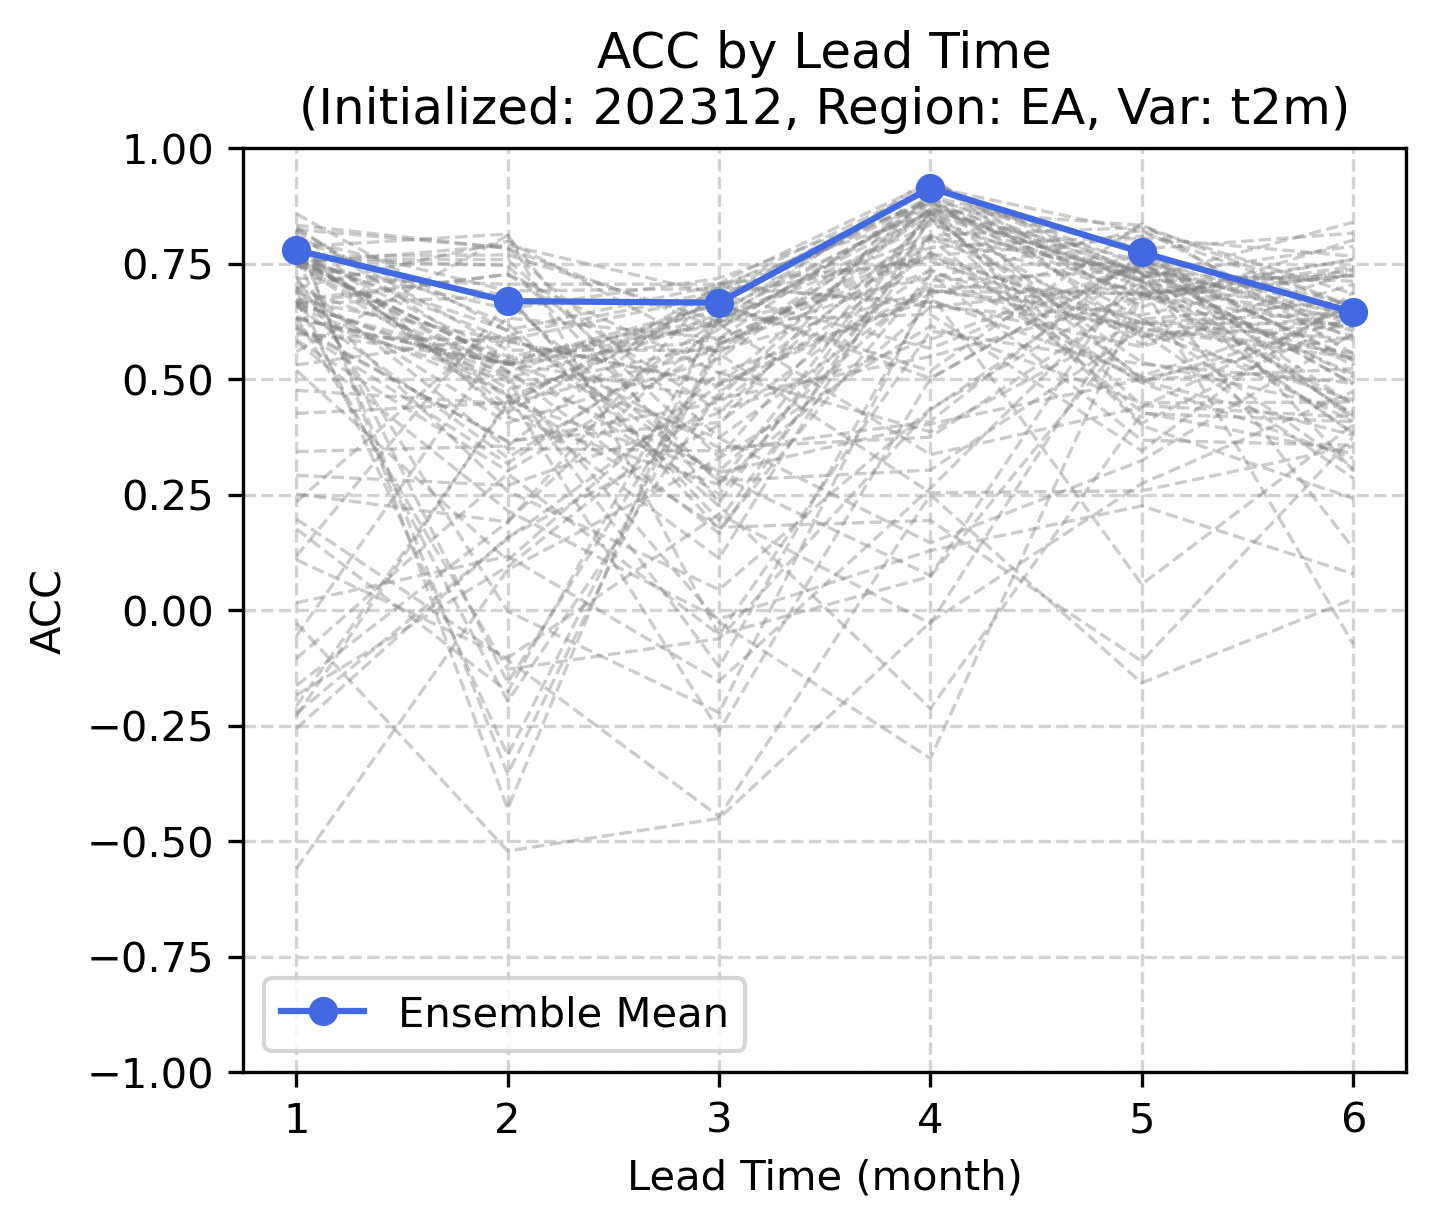 ACC by Lead Time
(Initialized: 202312, Region: EA, Var: t2m)
1.00
0.75
0.50
0.25
0.00
−0.25
−0.50
−0.75
−1.00
ACC
Ensemble Mean
1 2 3 4 5 6
Lead Time (month)